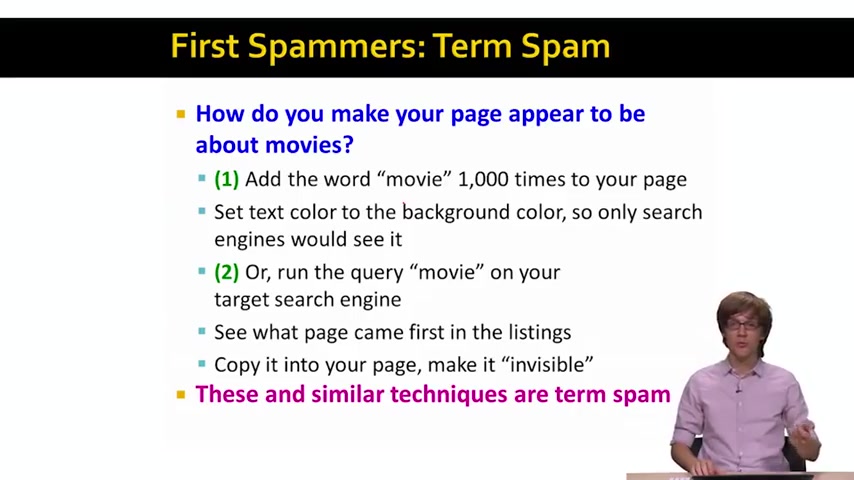 First Spammers: Term Spam
How do you make your page appear to be
about movies?
(1) Add the word “movie” 1,000 times to your page
Set text color to the background color, so only search
engines would see it
(2) Or, run the query “movie” on your
target search engine
See what page came first in the listings
Copy it into your page, make it “invisible”
These and similar techniques are term spam